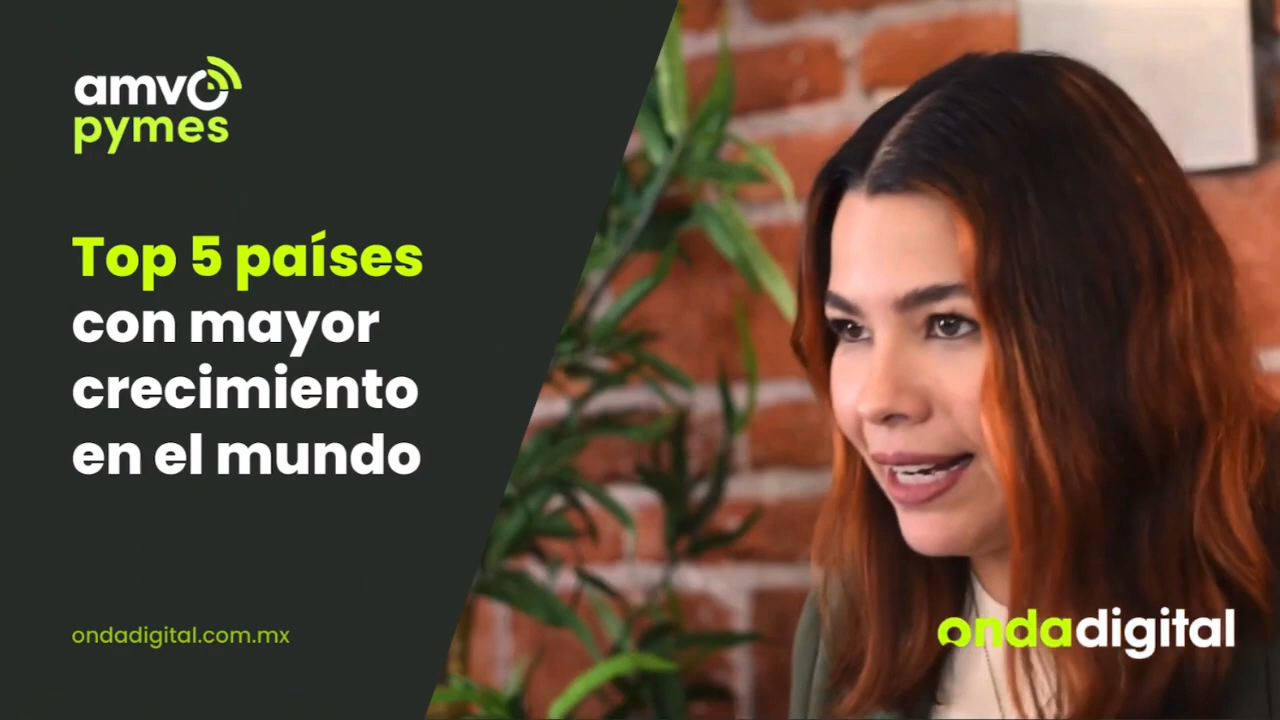 amvo
pymes
Top 5 países
con mayor
crecimiento
en el mundo
ondadigital.com.mx
ondadigital